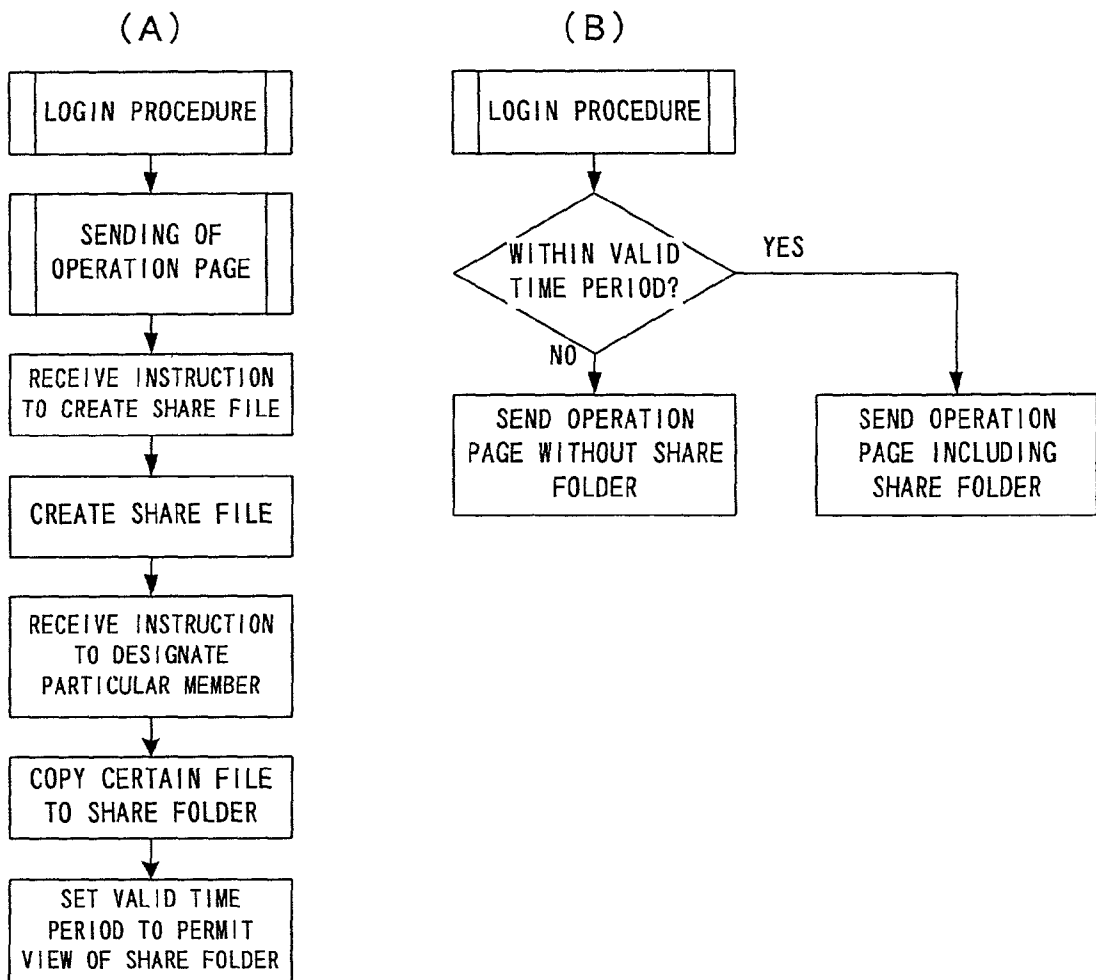 (A)
LOGIN PROCEDURE
SENDING OF
OPERATION PAGE
RECEIVE INSTRUCTION
TO CREATE SHARE FILE
CREATE SHARE FILE
RECEIVE INSTRUCTION
TO DESIGNATE
PARTICULAR MEMBER
COPY CERTAIN FILE
TO SHARE FOLDER
SET VALID TIME
PERIOD TO PERMIT
VIEW OF SHARE FOLDER
(B)
LOGIN PROCEDURE
WITHIN VALID
TIME PERIOD?
YES
NO
SEND OPERATION
PAGE WITHOUT SHARE
FOLDER
SEND OPERATION
PAGE INCLUDING
SHARE FOLDER